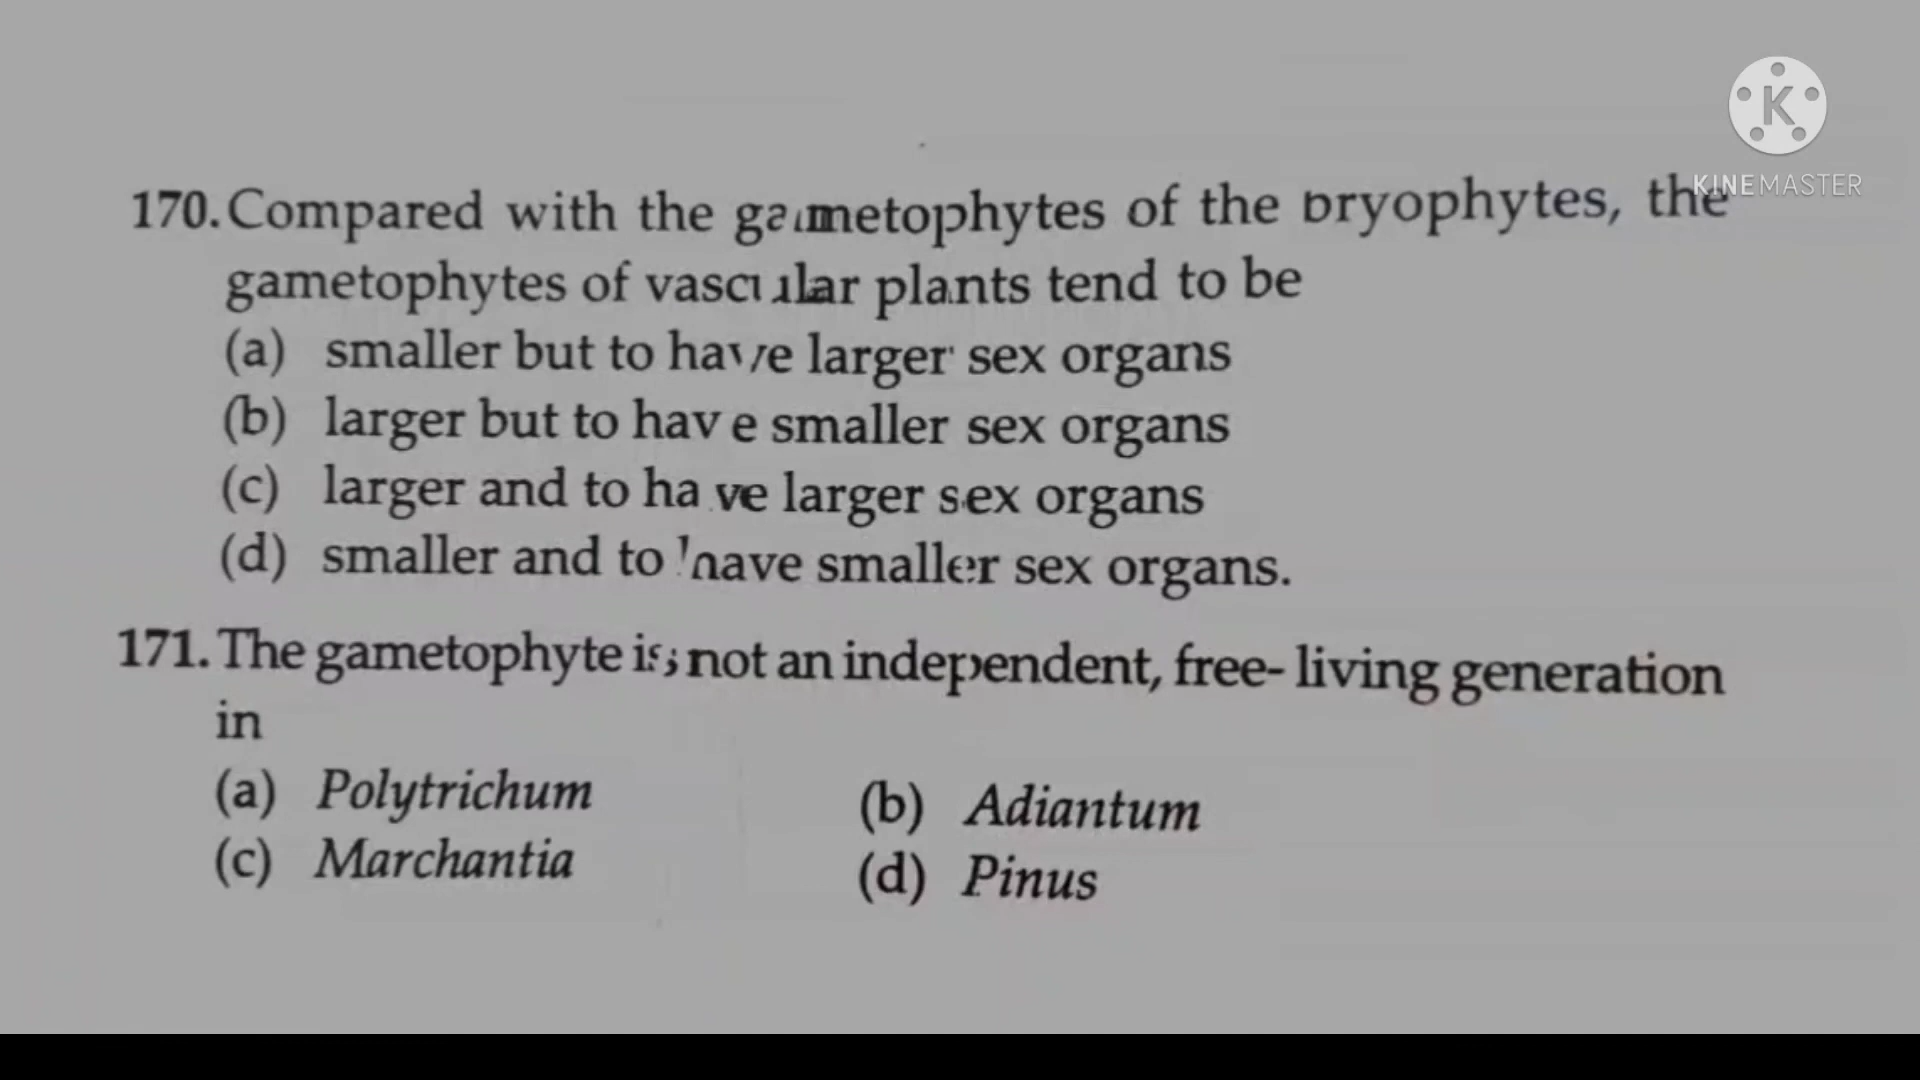 KINEMASTER
170. Compared with the gametophytes of the bryophytes, the
gametophytes of vascular plants tend to be
(a) smaller but to have larger sex organs
(b) larger but to have smaller sex organs
(c) larger and to have larger sex organs
(d) smaller and to have smaller sex organs.
171. The gametophyte is not an independent, free- living generation
in
(a) Polytrichum (b) Adiantum
(c) Marchantia (d) Pinus